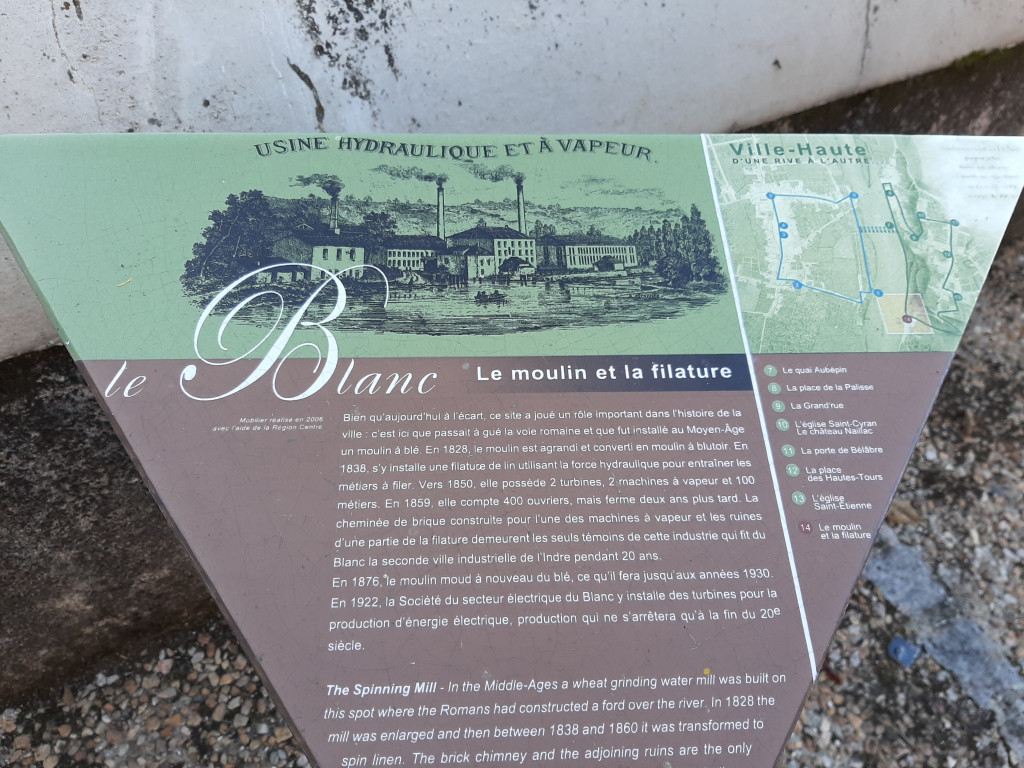 USINE HYDRAULIQUE ET À VAPEUR.
Ville-Haute
D'UNE RIVE À L'AUTRE
le Blanc
Le moulin et la filature
Mobilier réalisé en 2006
avec l'aide de la Région Centre
Bien qu'aujourd'hui à l'écart, ce site a joué un rôle important dans l'histoire de la
ville : c'est ici que passait à gué la voie romaine et que fut installé au Moyen-Âge
un moulin à blé. En 1828, le moulin est agrandi et converti en moulin à blutoir. En
1838, s'y installe une filature de lin utilisant la force hydraulique pour entraîner les
métiers à filer. Vers 1850, elle possède 2 turbines, 2 machines à vapeur et 100
métiers. En 1859, elle compte 400 ouvriers, mais ferme deux ans plus tard. La
cheminée de brique construite pour l'une des machines à vapeur et les ruines
d'une partie de la filature demeurent les seuls témoins de cette industrie qui fit du
Blanc la seconde ville industrielle de l'Indre pendant 20 ans.
En 1876, le moulin moud à nouveau du blé, ce qu'il fera jusqu'aux années 1930.
En 1922, la Société du secteur électrique du Blanc y installe des turbines pour la
production d'énergie électrique, production qui ne s'arrêtera qu'à la fin du 20e
siècle.
The Spinning Mill - In the Middle-Ages a wheat grinding water mill was built on
this spot where the Romans had constructed a ford over the river. In 1828 the
mill was enlarged and then between 1838 and 1860 it was transformed to
spin linen. The brick chimney and the adjoining ruins are the only
7 Le quai Aubépin
8 La place de la Palisse
9 La Grand'rue
10 L'église Saint-Cyran
Le château Naillac
11 La porte de Bélâbre
12 La place
des Hautes-Tours
13 L'église
Saint-Etienne
14 Le moulin
et la filature